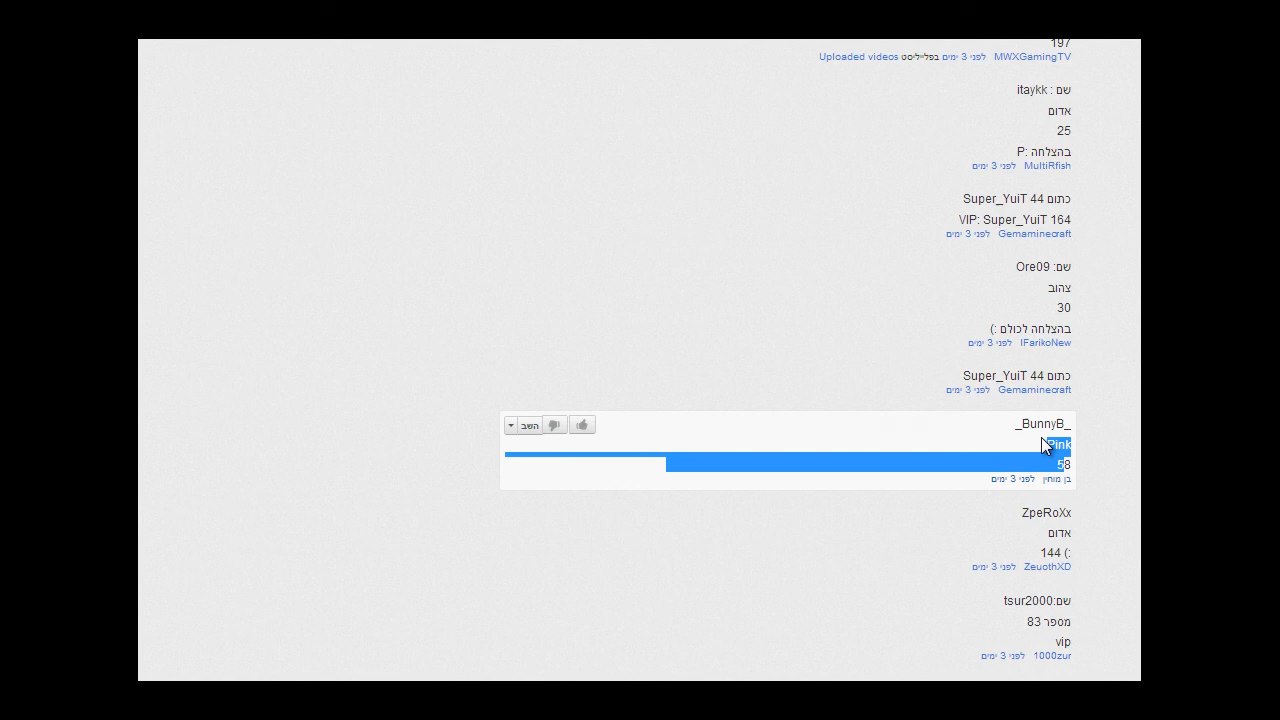 197
MWXGamingTV לפני 3 ימים בפלייליסט Uploaded videos
שם : itaykk
אדום
25
בהצלחה :P
MultiRfish לפני 3 ימים
כתום Super_YuiT 44
VIP: Super_YuiT 164
Gemaminecraft לפני 3 ימים
שם: Ore09
צהוב
30
בהצלחה לכולם :)
IFarikoNew לפני 3 ימים
כתום Super_YuiT 44
Gemaminecraft לפני 3 ימים
_BunnyB_
השב
Pink
58
בן מוחין לפני 3 ימים
ZpeRoXx
אדום
144 (:
ZeuothXD לפני 3 ימים
שם:tsur2000
מספר 83
vip
1000zur לפני 3 ימים